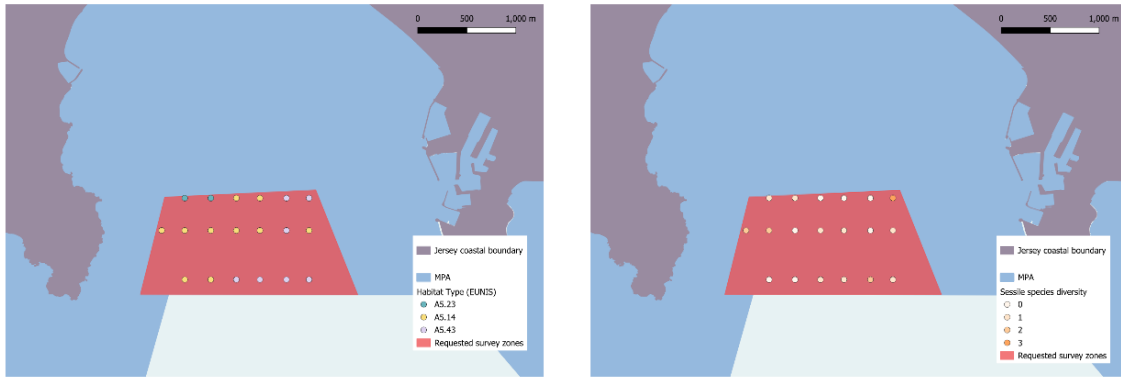 0 500 1,000 m
Jersey coastal boundary
MPA
Habitat Type (EUNIS)
A5.23
A5.14
A5.43
Requested survey zones
0 500 1,000 m
Jersey coastal boundary
MPA
Sessile species diversity
0
1
2
3
Requested survey zones